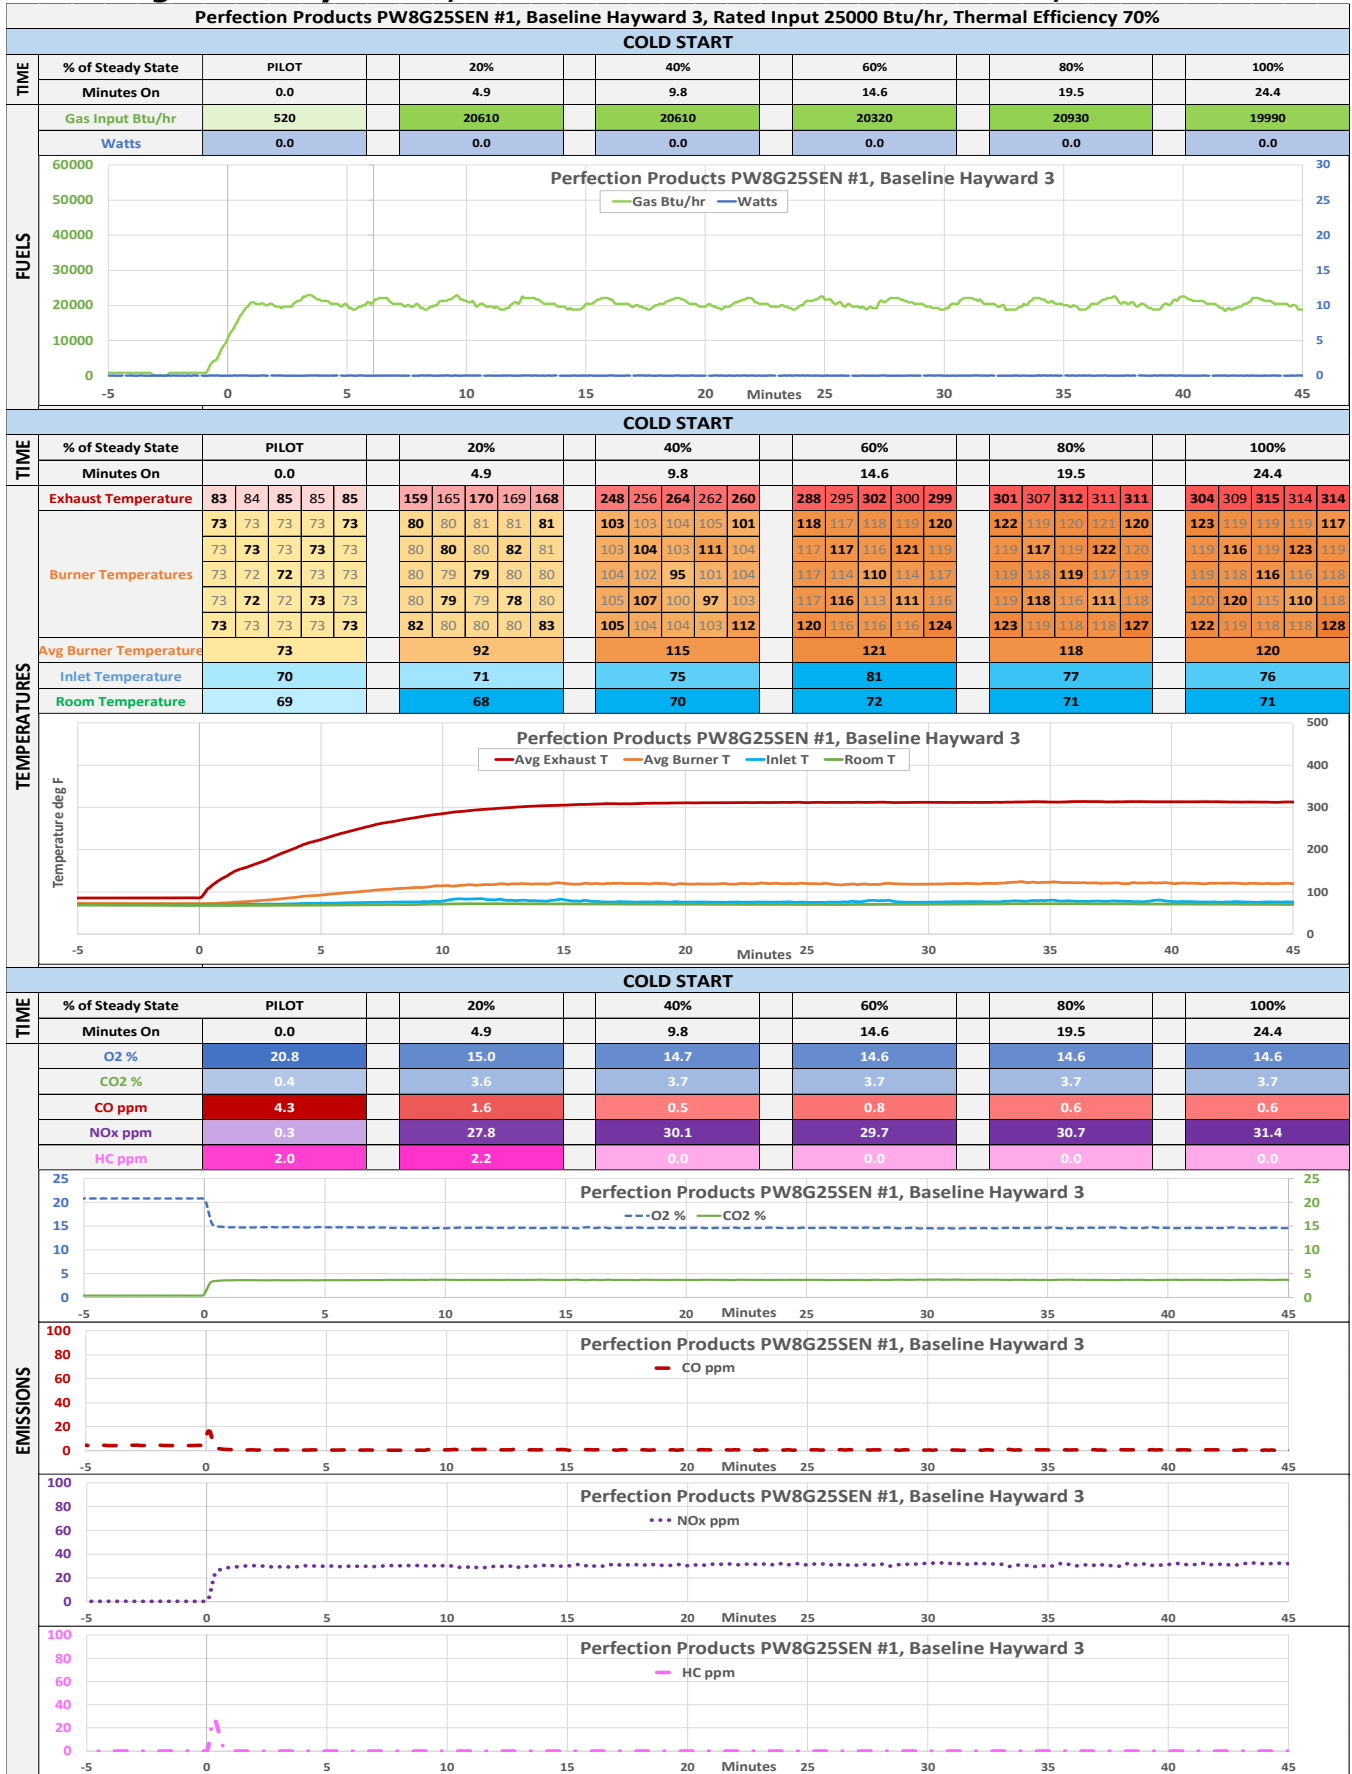 Perfection Products PW8G25SEN #1, Baseline Hayward 3, Rated Input 25000 Btu/hr, Thermal Efficiency 70%
COLD START
TIME
% of Steady State PILOT 20% 40% 60% 80% 100%
Minutes On 0.0 4.9 9.8 14.6 19.5 24.4
FUELS
Gas Input Btu/hr 520 20610 20610 20320 20930 19990
Watts 0.0 0.0 0.0 0.0 0.0 0.0
Perfection Products PW8G25SEN #1, Baseline Hayward 3
Gas Btu/hr Watts
60000 30
50000 25
40000 20
30000 15
20000 10
10000 5
0 0
-5 0 5 10 15 20 Minutes 25 30 35 40 45
COLD START
TIME
% of Steady State PILOT 20% 40% 60% 80% 100%
Minutes On 0.0 4.9 9.8 14.6 19.5 24.4
TEMPERATURES
Exhaust Temperature 83 84 85 85 85 159 165 170 169 168 248 256 264 262 260 288 295 302 300 299 301 307 312 311 311 304 309 315 314 314
73 73 73 73 73 80 80 81 81 81 103 103 104 105 101 118 117 118 119 120 122 119 120 121 120 123 119 119 119 117
73 73 73 73 73 80 80 80 82 81 103 104 103 111 104 117 117 116 121 119 119 117 119 122 120 119 116 119 123 119
Burner Temperatures 73 72 72 73 73 80 79 79 80 80 104 102 95 101 104 117 114 110 114 117 119 118 119 117 119 119 118 116 116 118
73 72 72 73 73 80 79 79 78 80 105 107 100 97 103 117 116 113 111 116 119 118 116 111 118 120 120 115 110 118
73 73 73 73 73 82 80 80 80 83 105 104 104 103 112 120 116 116 116 124 123 119 118 118 127 122 119 118 118 128
Avg Burner Temperature 73 92 115 121 118 120
Inlet Temperature 70 71 75 81 77 76
Room Temperature 69 68 70 72 71 71
Perfection Products PW8G25SEN #1, Baseline Hayward 3
Avg Exhaust T Avg Burner T Inlet T Room T
Temperature deg F
500
400
300
200
100
0
-5 0 5 10 15 20 Minutes 25 30 35 40 45
COLD START
TIME
% of Steady State PILOT 20% 40% 60% 80% 100%
Minutes On 0.0 4.9 9.8 14.6 19.5 24.4
EMISSIONS
O2 % 20.8 15.0 14.7 14.6 14.6 14.6
CO2 % 0.4 3.6 3.7 3.7 3.7 3.7
CO ppm 4.3 1.6 0.5 0.8 0.6 0.6
NOx ppm 0.3 27.8 30.1 29.7 30.7 31.4
HC ppm 2.0 2.2 0.0 0.0 0.0 0.0
Perfection Products PW8G25SEN #1, Baseline Hayward 3
O2 % CO2 %
25 25
20 20
15 15
10 10
5 5
0 0
-5 0 5 10 15 20 Minutes 25 30 35 40 45
Perfection Products PW8G25SEN #1, Baseline Hayward 3
CO ppm
100
80
60
40
20
0
-5 0 5 10 15 20 Minutes 25 30 35 40 45
Perfection Products PW8G25SEN #1, Baseline Hayward 3
NOx ppm
100
80
60
40
20
0
-5 0 5 10 15 20 Minutes 25 30 35 40 45
Perfection Products PW8G25SEN #1, Baseline Hayward 3
HC ppm
100
80
60
40
20
0
-5 0 5 10 15 20 Minutes 25 30 35 40 45